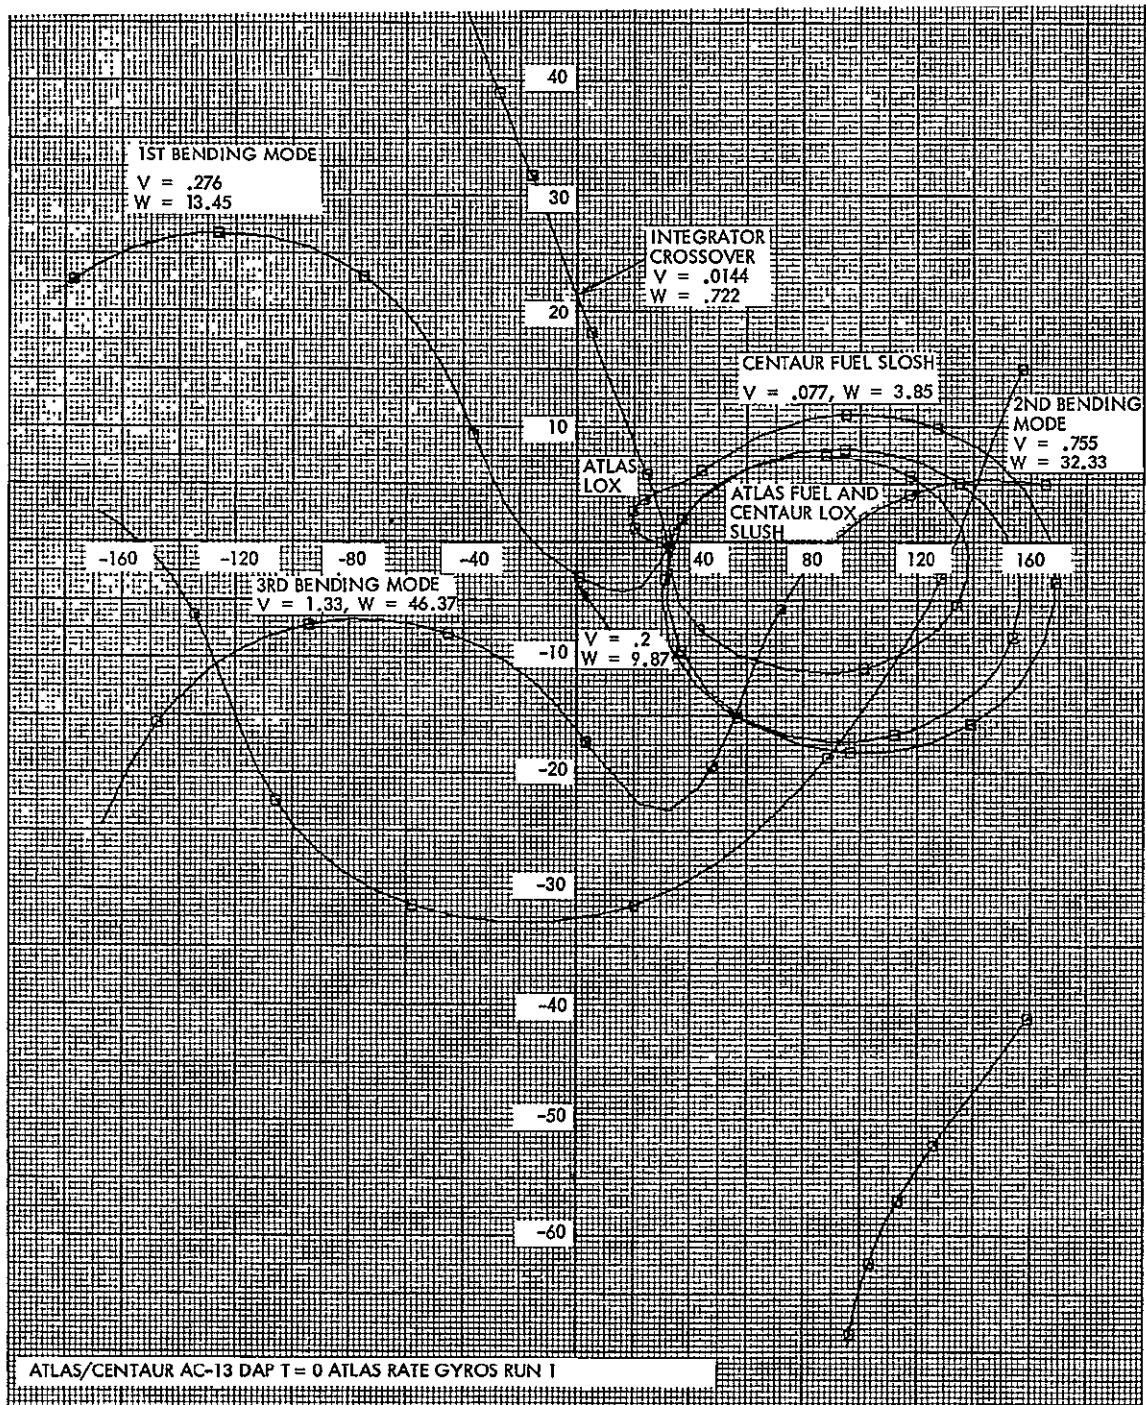 40
1ST BENDING MODE
V = .276
W = 13.45
30
INTEGRATOR
CROSSOVER
V = .0144
W = .722
20
CENTAUR FUEL SLOSH
V = .077, W = 3.85
2ND BENDING
MODE
V = .755
W = 32.33
10
ATLAS
LOX
ATLAS FUEL AND
CENTAUR LOX
SLUSH
-160 -120 -80 -40 40 80 120 160
3RD BENDING MODE
V = 1.33, W = 46.37
V = .2
W = 9.87
-10
-20
-30
-40
-50
-60
ATLAS/CENTAUR AC-13 DAP T = 0 ATLAS RATE GYROS RUN 1